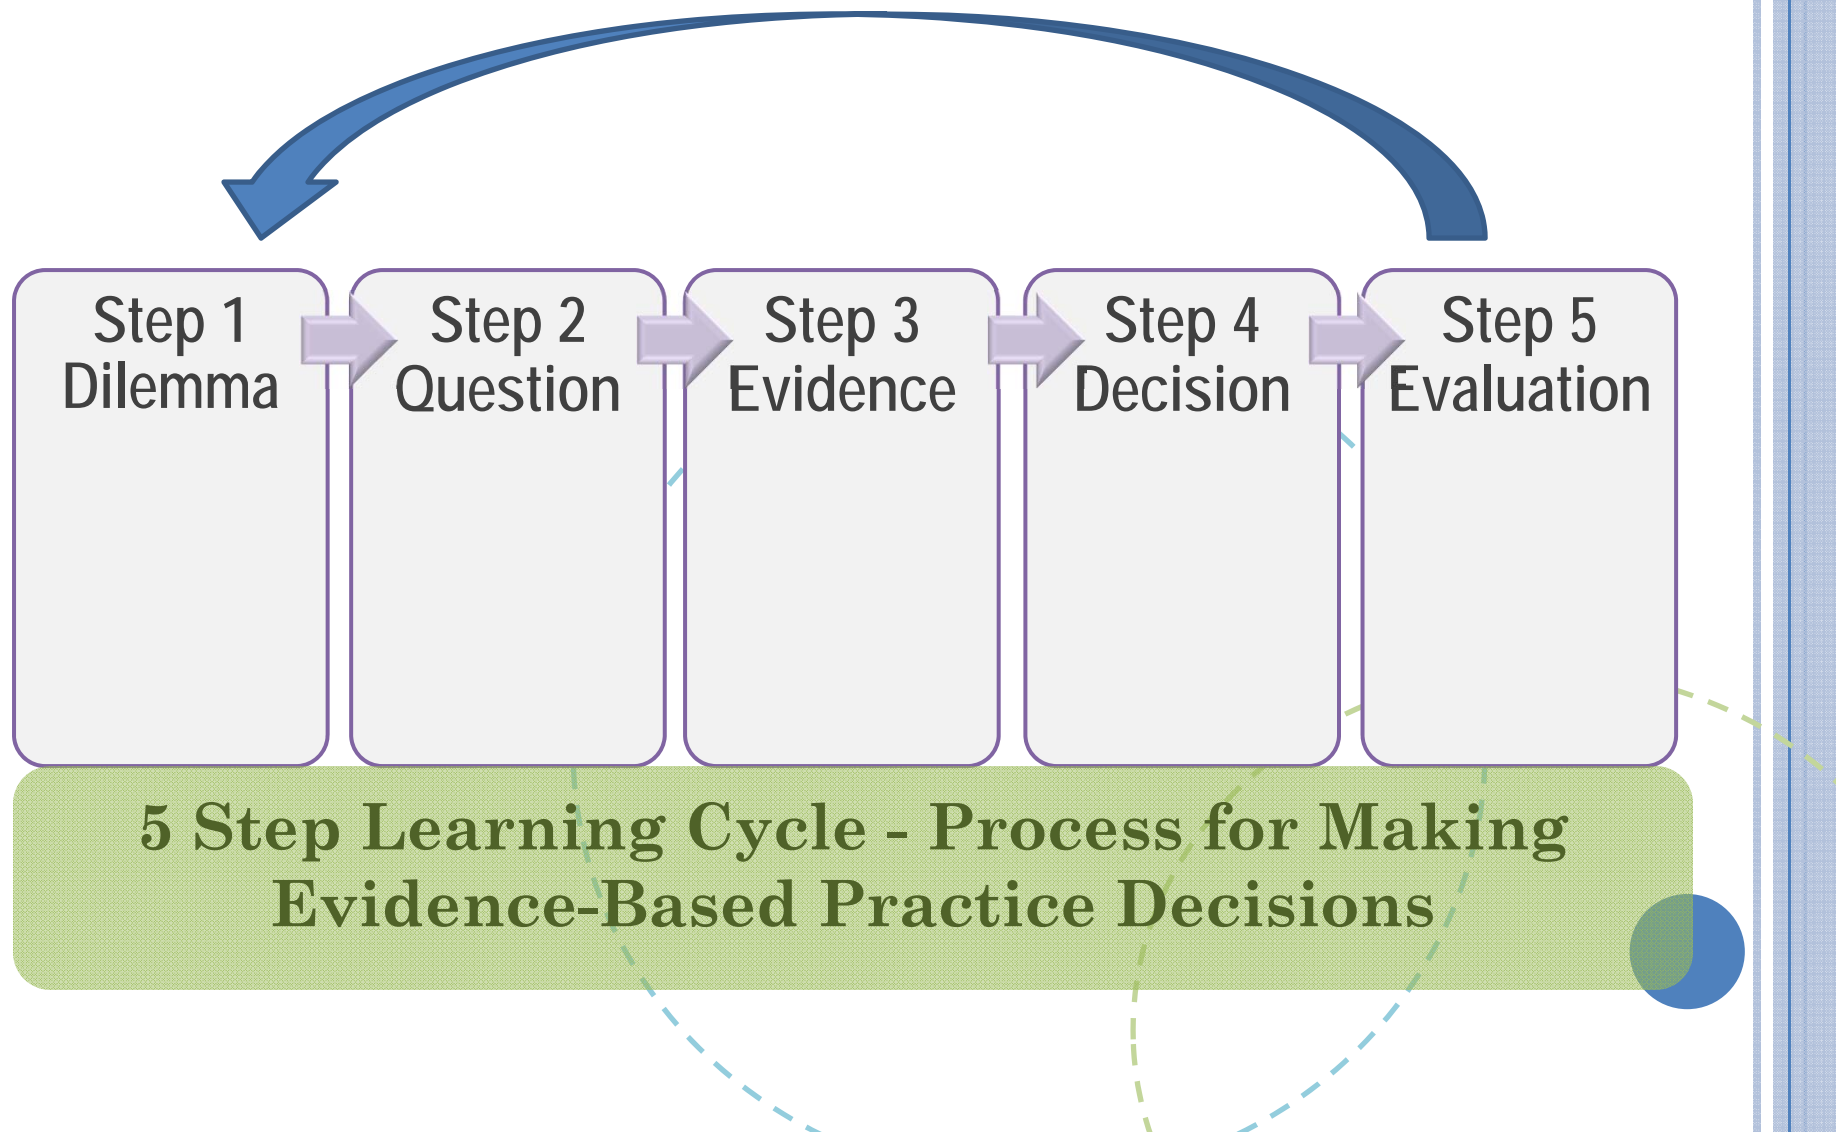 Step 1
Dilemma
Step 2
Question
Step 3
Evidence
Step 4
Decision
Step 5
Evaluation
5 Step Learning Cycle - Process for Making
Evidence-Based Practice Decisions